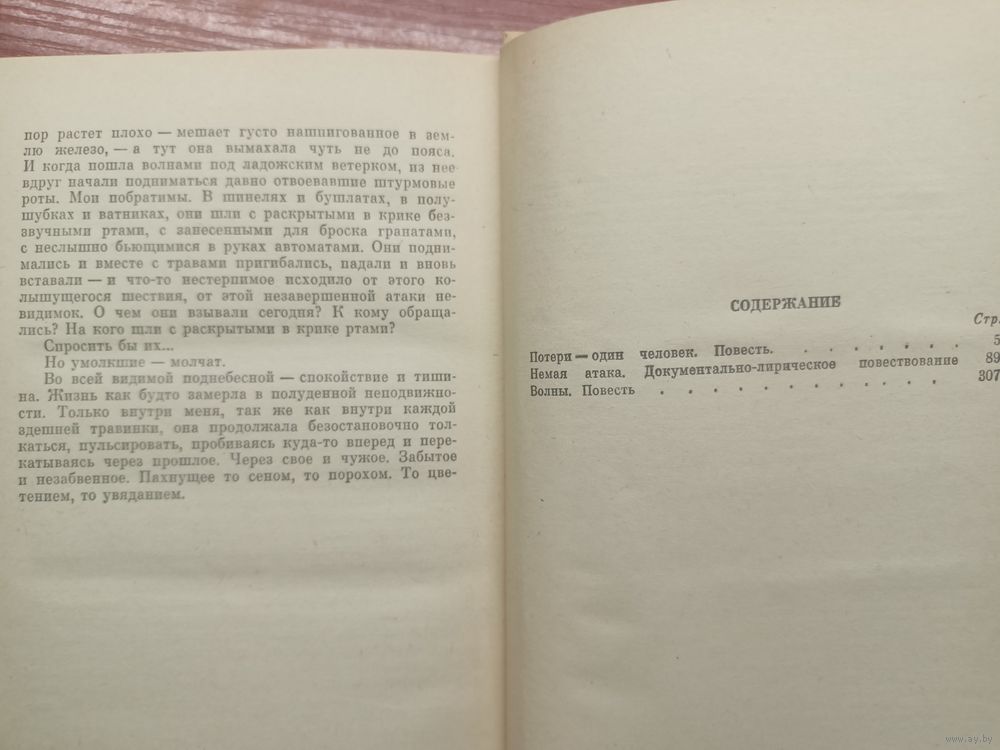 пор растет плохо — мешает густо нашпигованное в зем-
лю железо, — а тут она вымахала чуть не до пояса.
И когда пошла волнами под ладожским ветерком, из нее
вдруг начали подниматься давно отвоевавшие штурмовые
роты. Мои побратимы. В шинелях и бушлатах, в полу-
шубках и ватниках, они шли с раскрытыми в крике без-
звучными ртами, с занесенными для броска гранатами,
с неслышно бьющимися в руках автоматами. Они подни-
мались и вместе с травами пригибались, падали и вновь
вставали — и что-то нестерпимое исходило от этого ко-
лышущегося шествия, от этой незавершенной атаки не-
видимок. О чем они взывали сегодня? К кому обраща-
лись? На кого шли с раскрытыми в крике ртами?
Спросить бы их...
Но умолкшие — молчат.
Во всей видимой поднебесной — спокойствие и тиши-
на. Жизнь как будто замерла в полуденной неподвижно-
сти. Только внутри меня, так же как внутри каждой
здешней травинки, она продолжала безостановочно тол-
каться, пульсировать, пробиваясь куда-то вперед и пере-
катываясь через прошлое. Через свое и чужое. Забытое
и незабвенное. Пахнущее то сеном, то порохом. То цве-
тением, то увяданием.
СОДЕРЖАНИЕ
Стр.
Потери — один человек. Повесть. . . . . . . . 5
Немая атака. Документально-лирическое повествование 89
Волны. Повесть . . . . . . . . . . . 307
www.ay.by